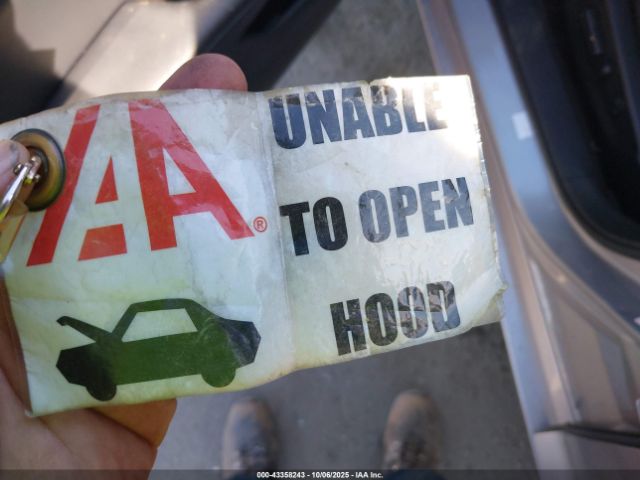 IAA®
UNABLE
TO OPEN
HOOD
000-43358243 - 10/06/2025 - IAA, Inc.